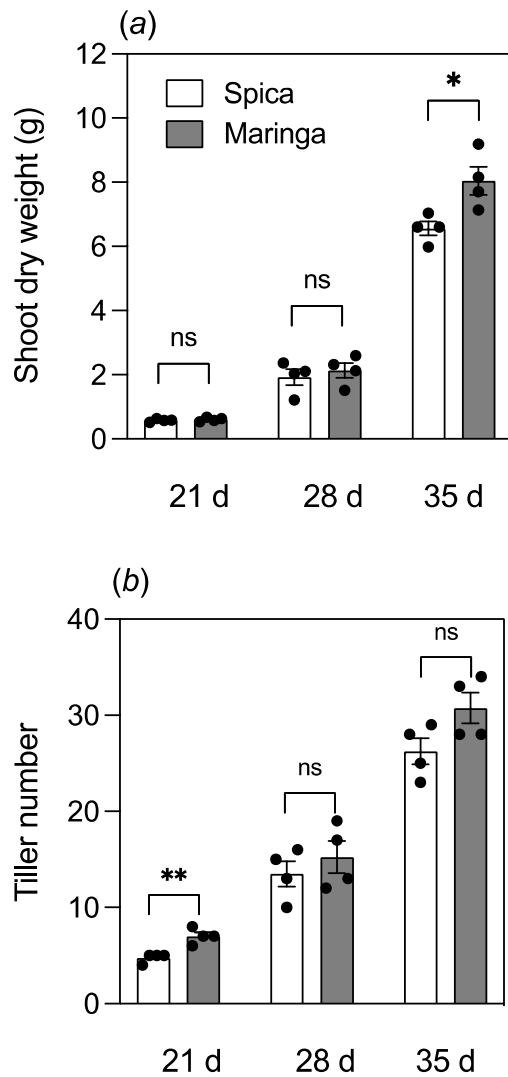 (a)
Shoot dry weight (g)
12
10
8
6
4
2
0
Spica
Maringa
ns
ns
*
21 d
28 d
35 d
(b)
Tiller number
40
30
20
10
0
**
ns
ns
21 d
28 d
35 d